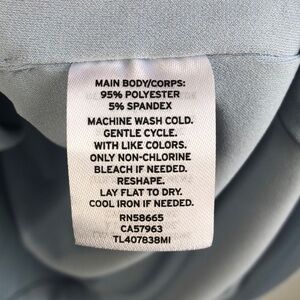 MAIN BODY/CORPS:
95% POLYESTER
5% SPANDEX
MACHINE WASH COLD.
GENTLE CYCLE.
WITH LIKE COLORS.
ONLY NON-CHLORINE
BLEACH IF NEEDED.
RESHAPE.
LAY FLAT TO DRY.
COOL IRON IF NEEDED.
RN58665
CA57963
TL407838MI